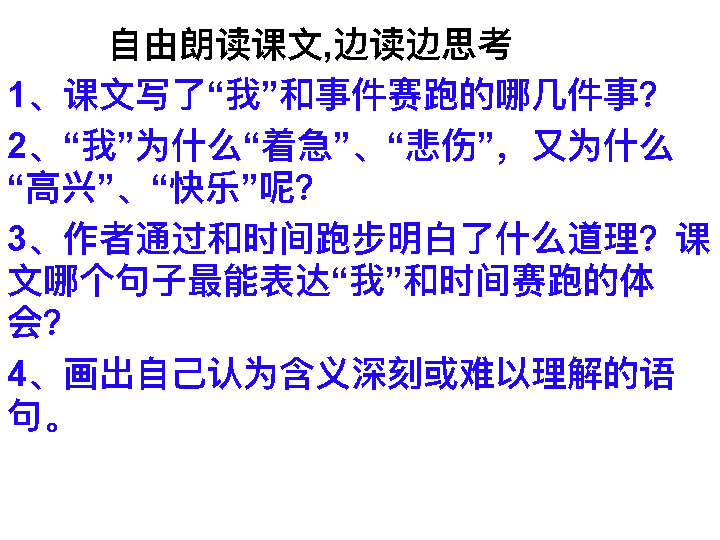 自由朗读课文,边读边思考
1、课文写了“我”和事件赛跑的哪几件事？
2、“我”为什么“着急”、“悲伤”，又为什么
“高兴”、“快乐”呢？
3、作者通过和时间跑步明白了什么道理？课
文哪个句子最能表达“我”和时间赛跑的体
会？
4、画出自己认为含义深刻或难以理解的语
句。